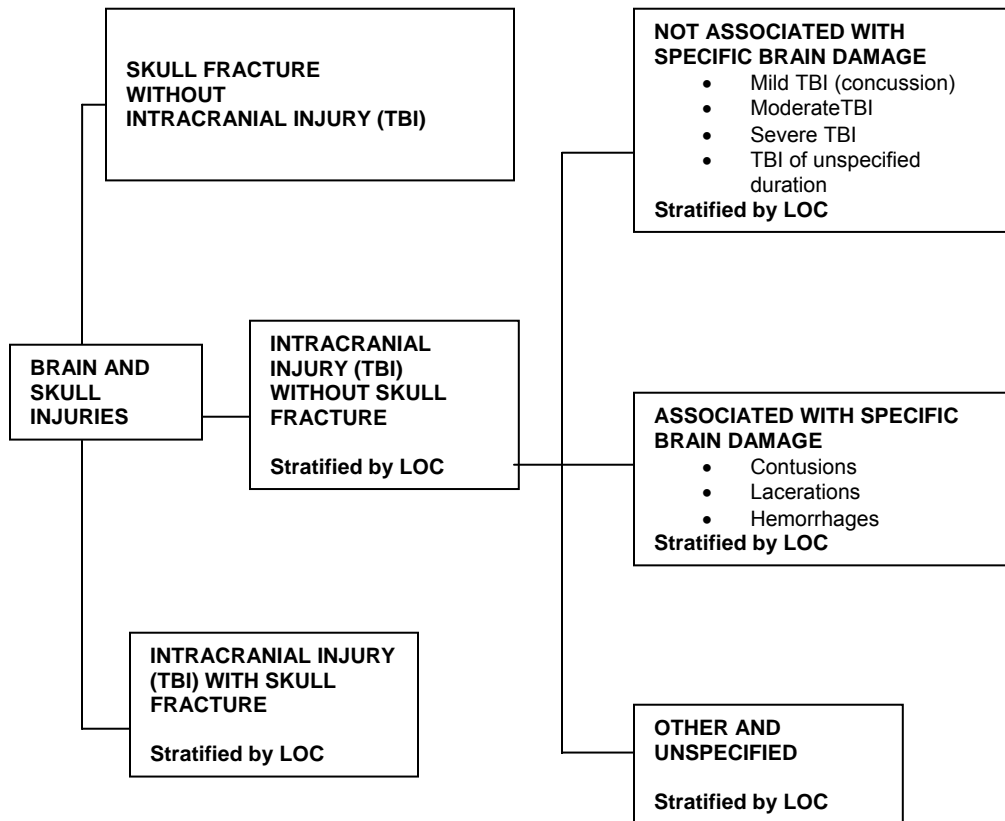 SKULL FRACTURE
WITHOUT
INTRACRANIAL INJURY (TBI)
NOT ASSOCIATED WITH
SPECIFIC BRAIN DAMAGE
• Mild TBI (concussion)
• ModerateTBI
• Severe TBI
• TBI of unspecified
duration
Stratified by LOC
BRAIN AND
SKULL
INJURIES
INTRACRANIAL
INJURY (TBI)
WITHOUT SKULL
FRACTURE
Stratified by LOC
ASSOCIATED WITH SPECIFIC
BRAIN DAMAGE
• Contusions
• Lacerations
• Hemorrhages
Stratified by LOC
INTRACRANIAL INJURY
(TBI) WITH SKULL
FRACTURE
Stratified by LOC
OTHER AND
UNSPECIFIED
Stratified by LOC